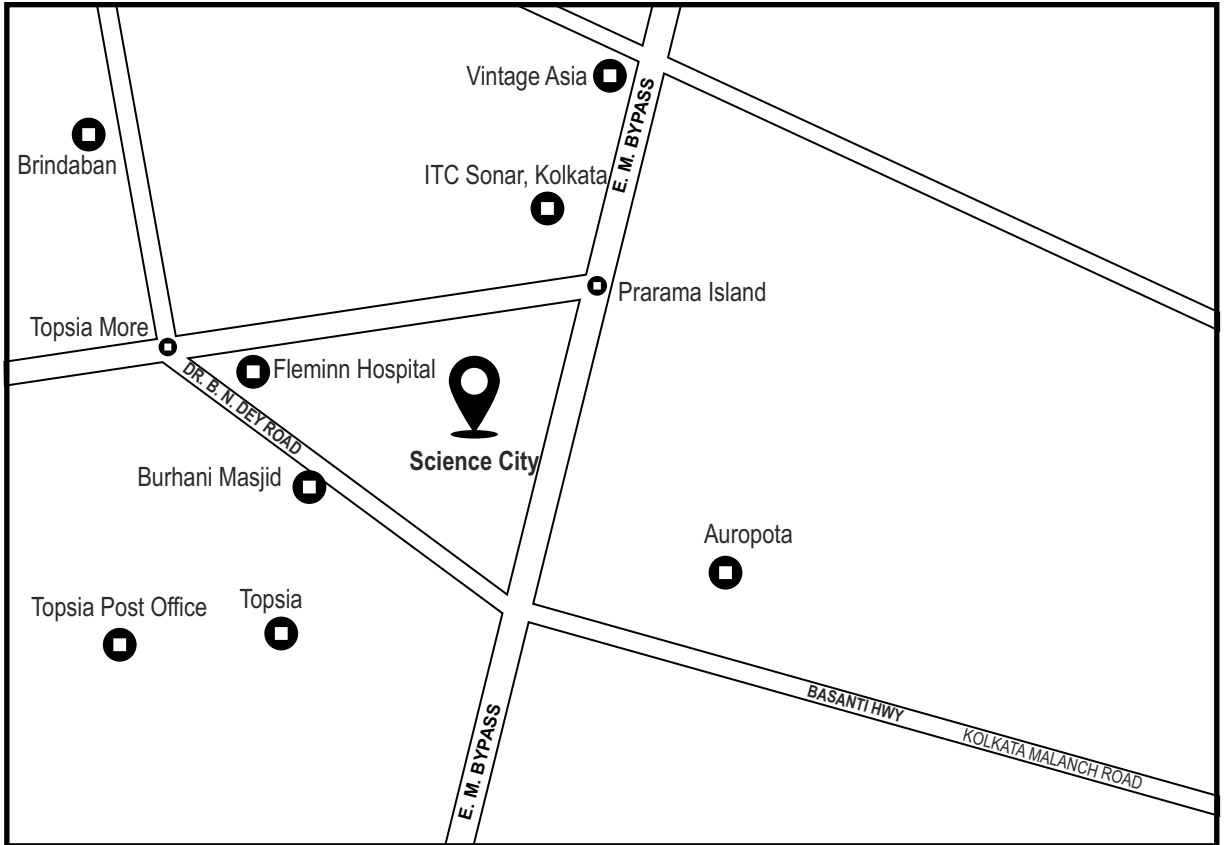 Vintage Asia
E. M. BYPASS
Brindaban
ITC Sonar, Kolkata
Prarama Island
Topsia More
Fleminn Hospital
DR. B. N. DEY ROAD
Science City
Burhani Masjid
Auropota
Topsia Post Office
Topsia
BASANTI HWY
KOLKATA MALANCH ROAD
E. M. BYPASS